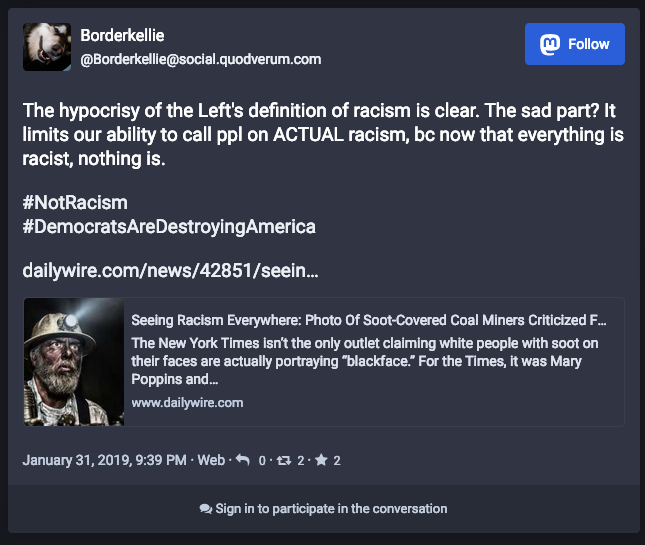 Borderkellie
@Borderkellie@social.quodverum.com
Follow
The hypocrisy of the Left's definition of racism is clear. The sad part? It
limits our ability to call ppl on ACTUAL racism, bc now that everything is
racist, nothing is.
#NotRacism
#DemocratsAreDestroyingAmerica
dailywire.com/news/42851/seein...
Seeing Racism Everywhere: Photo Of Soot-Covered Coal Miners Criticized F...
The New York Times isn't the only outlet claiming white people with soot on
their faces are actually portraying “blackface.” For the Times, it was Mary
Poppins and...
www.dailywire.com
January 31, 2019, 9:39 PM · Web · 0 · 2 · 2
Sign in to participate in the conversation